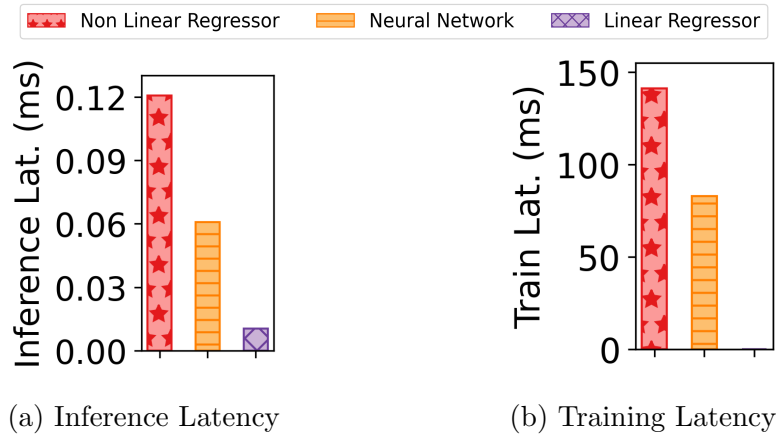 Non Linear Regressor Neural Network Linear Regressor
Inference Lat. (ms)
0.12
0.09
0.06
0.03
0.00
Train Lat. (ms)
150
100
50
0
(a) Inference Latency
(b) Training Latency